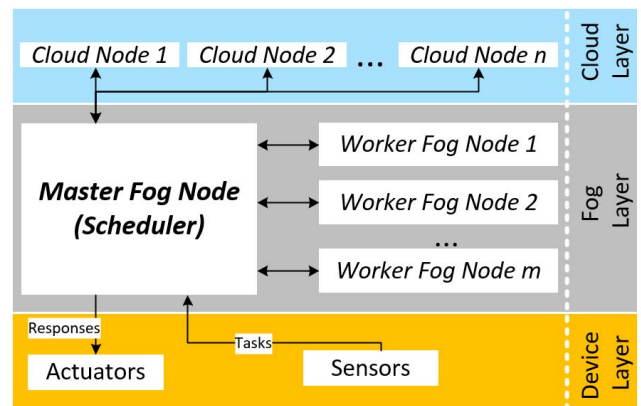 Cloud Node 1
Cloud Node 2
...
Cloud Node n
Cloud
Layer
Master Fog Node
(Scheduler)
Worker Fog Node 1
Worker Fog Node 2
...
Worker Fog Node m
Fog
Layer
Responses
Tasks
Actuators
Sensors
Device
Layer